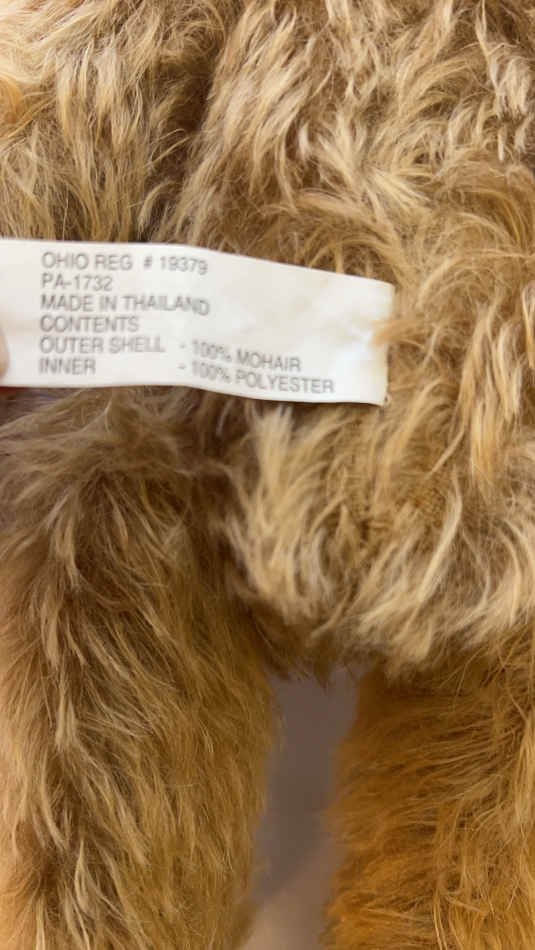 OHIO REG # 19379
PA-1732
MADE IN THAILAND
CONTENTS
OUTER SHELL - 100% MOHAIR
INNER - 100% POLYESTER